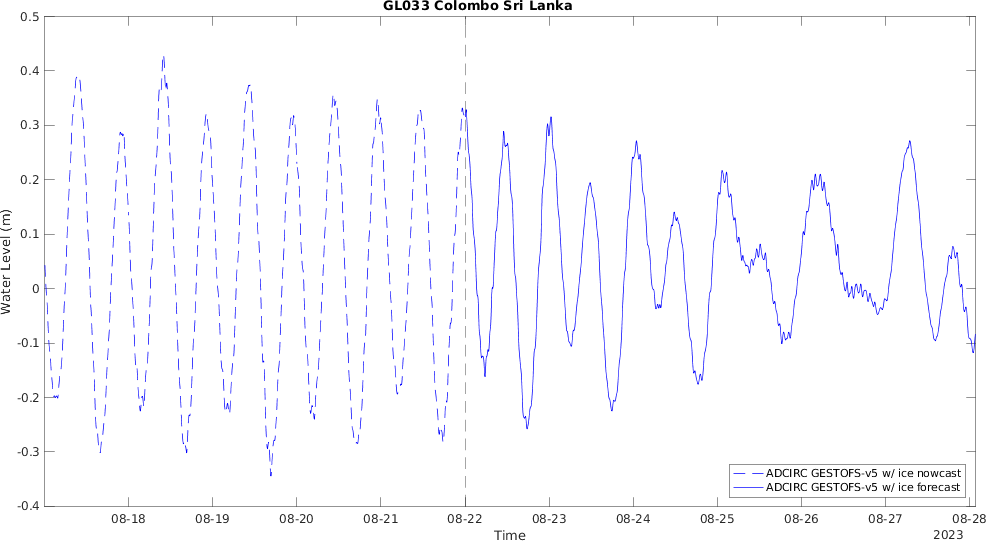 GL033 Colombo Sri Lanka
0.5
0.4
0.3
0.2
0.1
0
-0.1
-0.2
-0.3
-0.4
Water Level (m)
ADCIRC GESTOFS-v5 w/ ice nowcast
ADCIRC GESTOFS-v5 w/ ice forecast
08-18 08-19 08-20 08-21 08-22 08-23 08-24 08-25 08-26 08-27 08-28
Time
2023